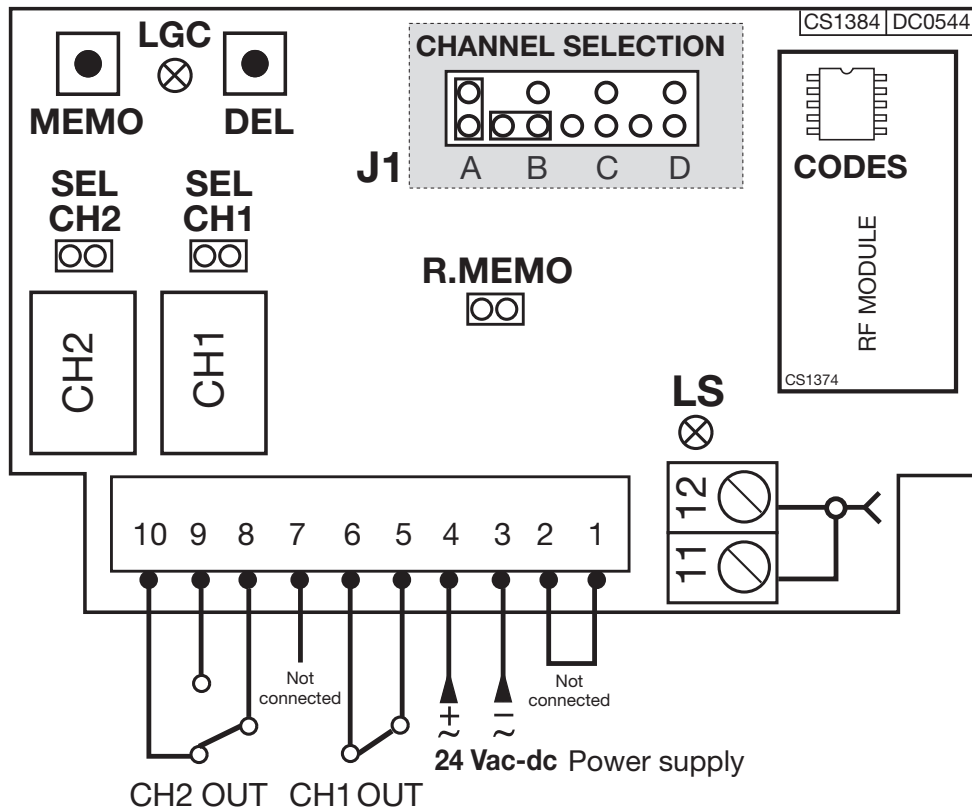 CS1384 DC0544
LGC
MEMO
DEL
CHANNEL SELECTION
J1
A B C D
CODES
RF MODULE
CS1374
SEL
CH2
SEL
CH1
R.MEMO
CH2
CH1
LS
12
11
10 9 8 7 6 5 4 3 2 1
Not
connected
Not
connected
+
~
−
~
24 Vac-dc Power supply
CH2 OUT
CH1 OUT